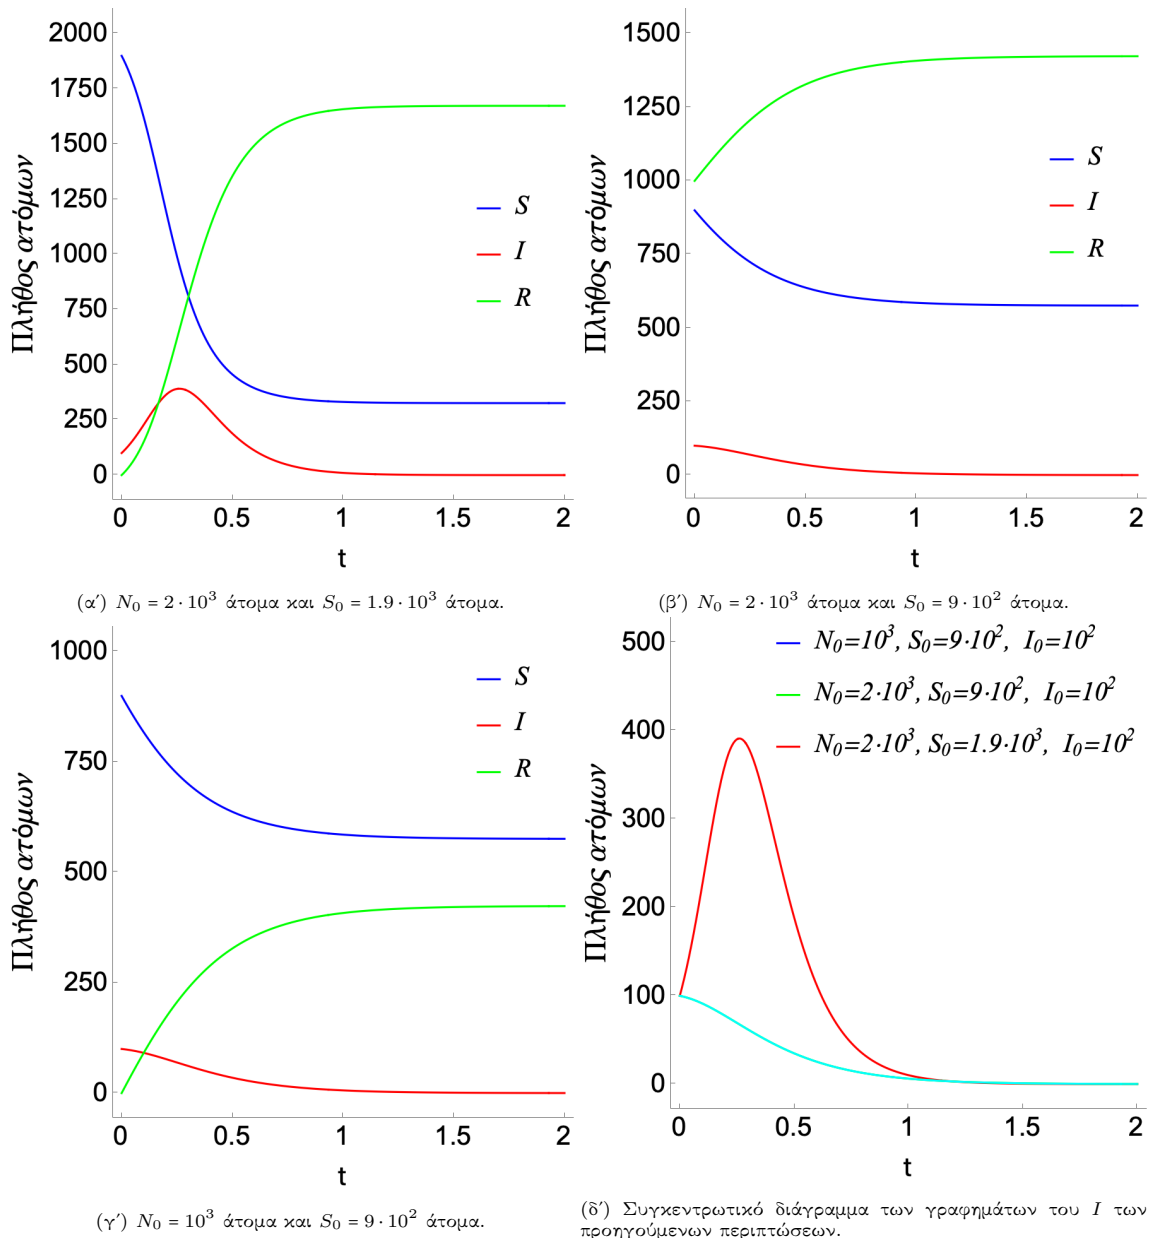 2000
1750
1500
1250
1000
750
500
250
0
Πλήθος ατόμων
S
I
R
0 0.5 1 1.5 2
t
(α′) N₀ = 2 · 10³ άτομα και S₀ = 1.9 · 10³ άτομα.
1500
1250
1000
750
500
250
0
Πλήθος ατόμων
S
I
R
0 0.5 1 1.5 2
t
(β′) N₀ = 2 · 10³ άτομα και S₀ = 9 · 10² άτομα.
1000
750
500
250
0
Πλήθος ατόμων
S
I
R
0 0.5 1 1.5 2
t
(γ′) N₀ = 10³ άτομα και S₀ = 9 · 10² άτομα.
500
400
300
200
100
0
Πλήθος ατόμων
N₀=10³, S₀=9·10², I₀=10²
N₀=2·10³, S₀=9·10², I₀=10²
N₀=2·10³, S₀=1.9·10³, I₀=10²
0 0.5 1 1.5 2
t
(δ′) Συγκεντρωτικό διάγραμμα των γραφημάτων του I των
προηγούμενων περιπτώσεων.